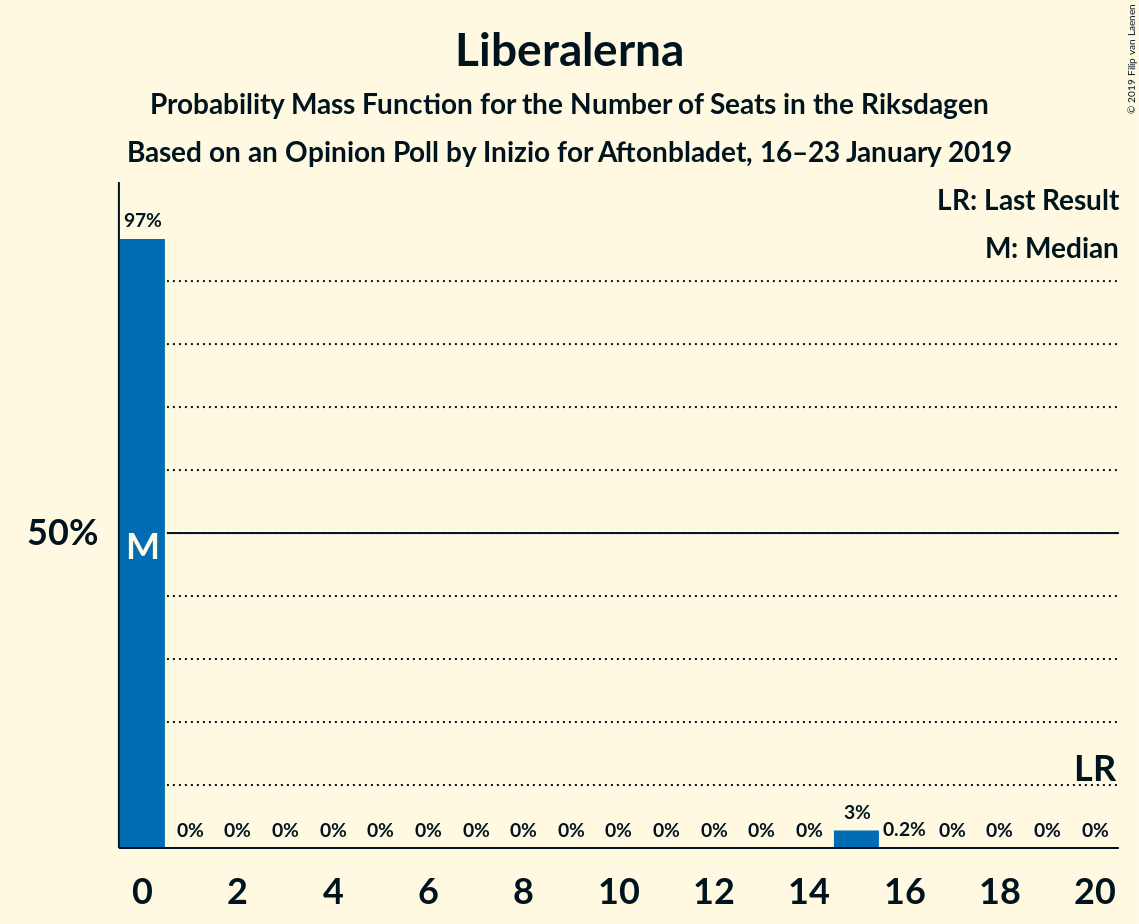 Liberalerna
Probability Mass Function for the Number of Seats in the Riksdagen
Based on an Opinion Poll by Inizio for Aftonbladet, 16–23 January 2019
© 2019 Filip van Laenen
LR: Last Result
M: Median
97%
50%
M
LR
0% 0% 0% 0% 0% 0% 0% 0% 0% 0% 0% 0% 0% 0% 3% 0.2% 0% 0% 0% 0%
0 2 4 6 8 10 12 14 16 18 20